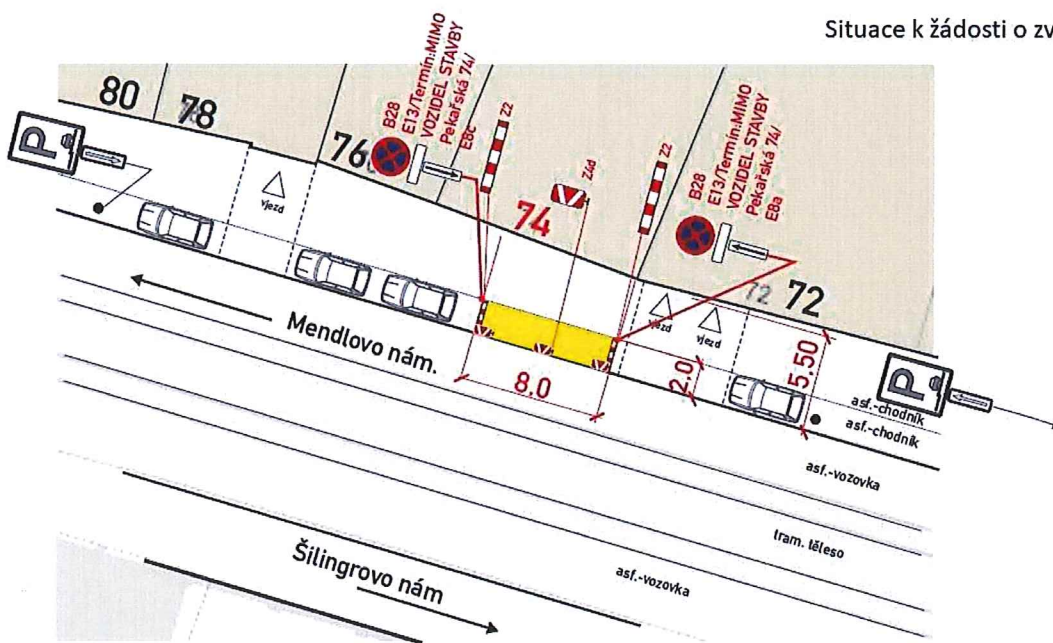 Situace k žádosti o zv
80
78
76
B28
E13/Termín:MIMO
VOZIDEL STAVBY
Pekařská 74/
E8c
Z2
74
Z4d
Z2
B28
E13/Termín:MIMO
VOZIDEL STAVBY
Pekařská 74/
E8a
72
72
P
vjezd
vjezd
vjezd
P
Mendlovo nám.
8.0
2.0
5.50
asf.-chodník
asf.-chodník
asf.-vozovka
tram. těleso
asf.-vozovka
Šilingrovo nám